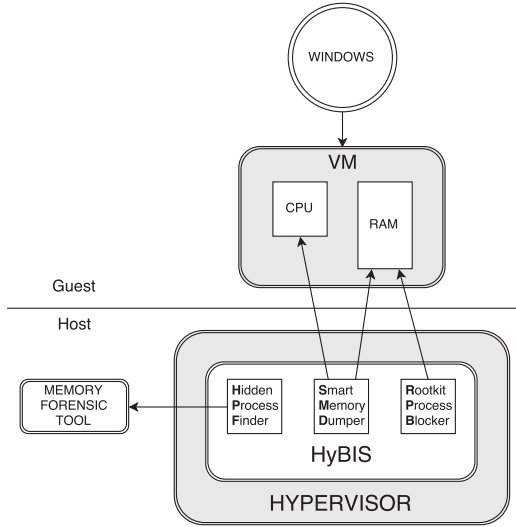 WINDOWS
VM
CPU
RAM
Guest
Host
MEMORY
FORENSIC
TOOL
Hidden
Process
Finder
Smart
Memory
Dumper
Rootkit
Process
Blocker
HyBIS
HYPERVISOR